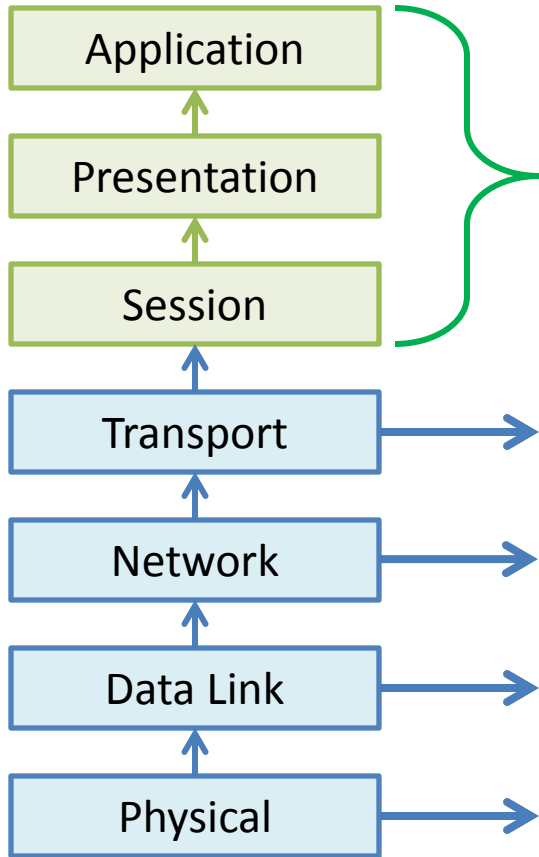 Application
Presentation
Session
Transport
Network
Data Link
Physical